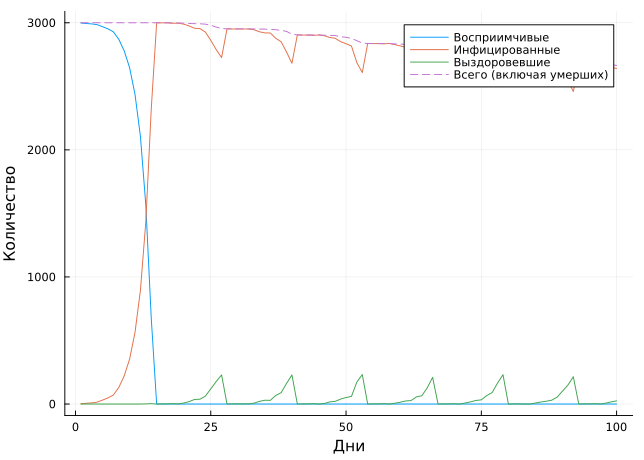 3000
2000
1000
0
Количество
Восприимчивые
Инфицированные
Выздоровевшие
Всего (включая умерших)
0 25 50 75 100
Дни